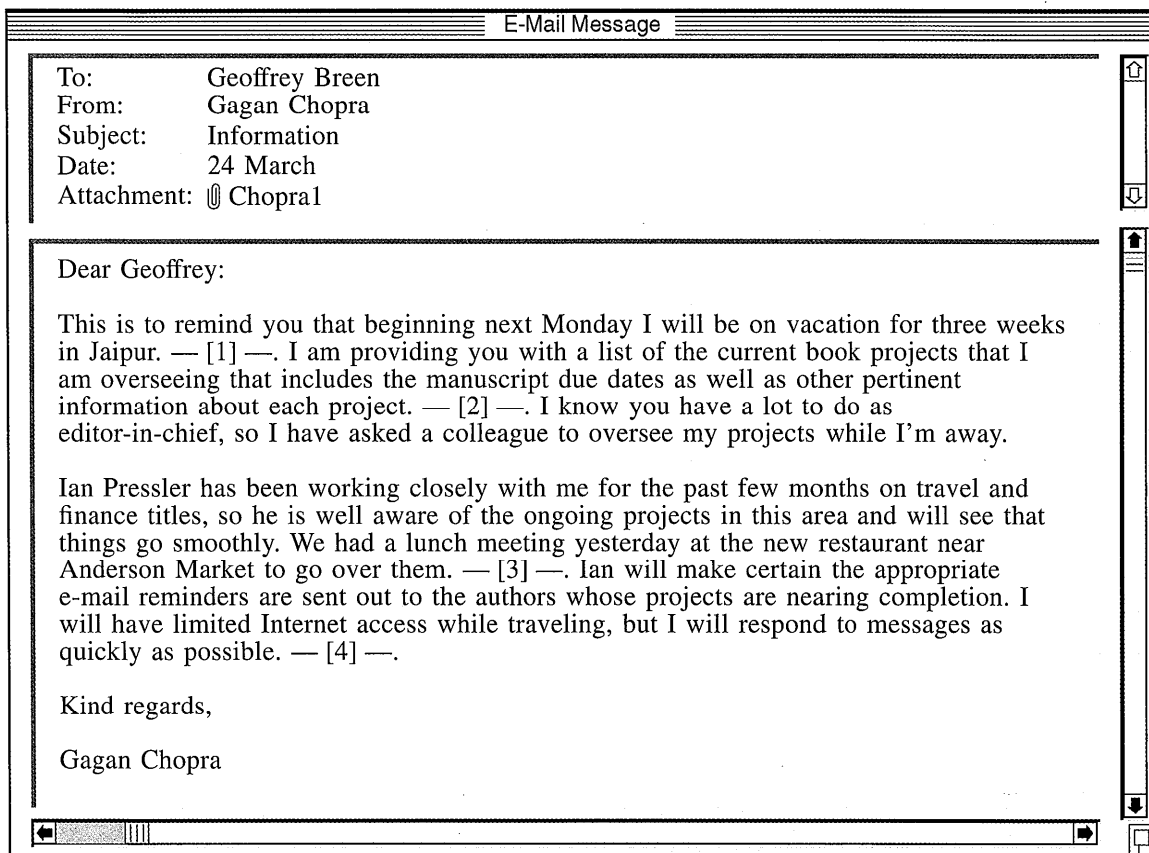 E-Mail Message
To: Geoffrey Breen
From: Gagan Chopra
Subject: Information
Date: 24 March
Attachment: Chopra1
Dear Geoffrey:
This is to remind you that beginning next Monday I will be on vacation for three weeks
in Jaipur. — [1] —. I am providing you with a list of the current book projects that I
am overseeing that includes the manuscript due dates as well as other pertinent
information about each project. — [2] —. I know you have a lot to do as
editor-in-chief, so I have asked a colleague to oversee my projects while I'm away.
Ian Pressler has been working closely with me for the past few months on travel and
finance titles, so he is well aware of the ongoing projects in this area and will see that
things go smoothly. We had a lunch meeting yesterday at the new restaurant near
Anderson Market to go over them. — [3] —. Ian will make certain the appropriate
e-mail reminders are sent out to the authors whose projects are nearing completion. I
will have limited Internet access while traveling, but I will respond to messages as
quickly as possible. — [4] —.
Kind regards,
Gagan Chopra